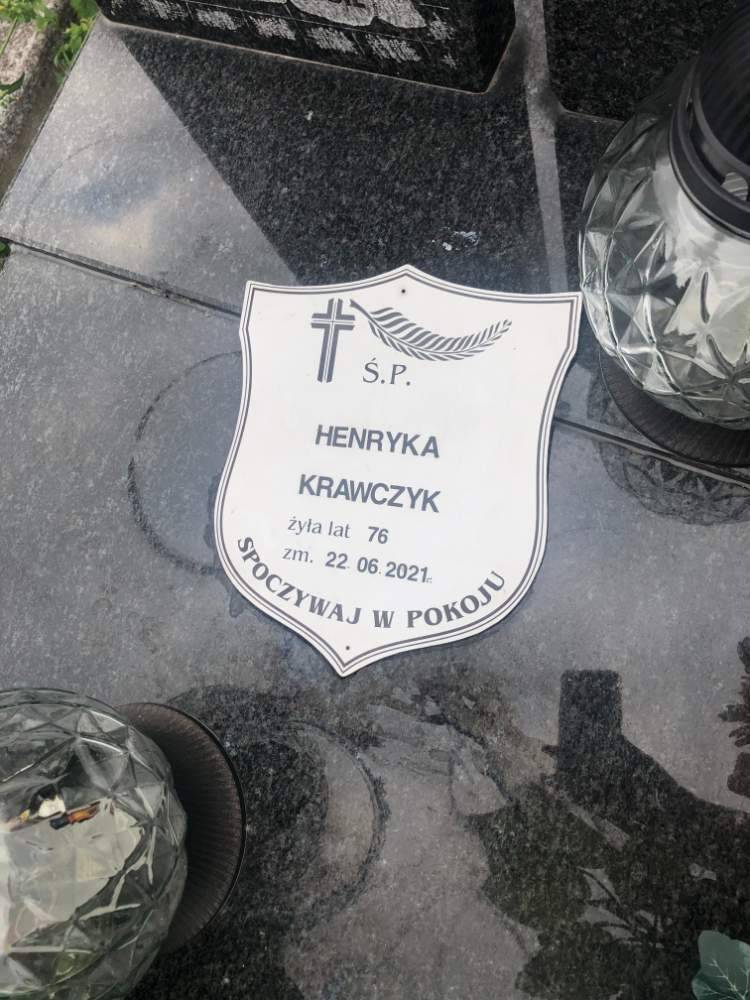 Ś.P.
HENRYKA
KRAWCZYK
żyła lat 76
zm. 22.06.2021r.
SPOCZYWAJ W POKOJU